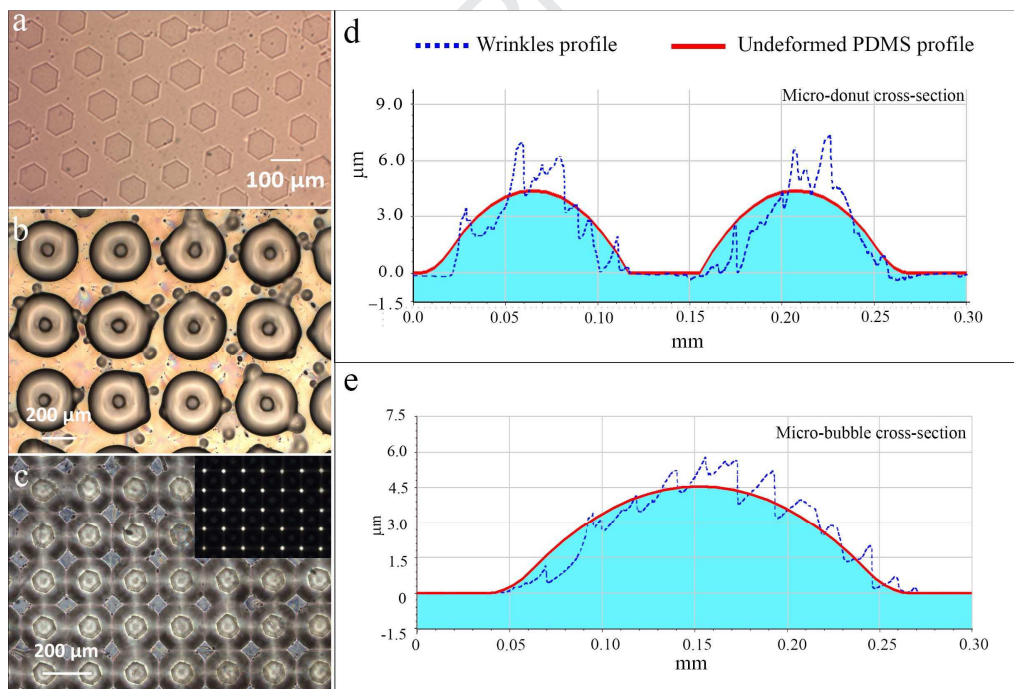 a
100 μm
b
200 μm
c
200 μm
d
Wrinkles profile
Undeformed PDMS profile
Micro-donut cross-section
9.0
6.0
3.0
0.0
-1.5
μm
0.0 0.05 0.10 0.15 0.20 0.25 0.30
mm
e
7.5
Micro-bubble cross-section
6.0
4.5
3.0
1.5
0
-1.5
μm
0 0.05 0.10 0.15 0.20 0.25 0.30
mm